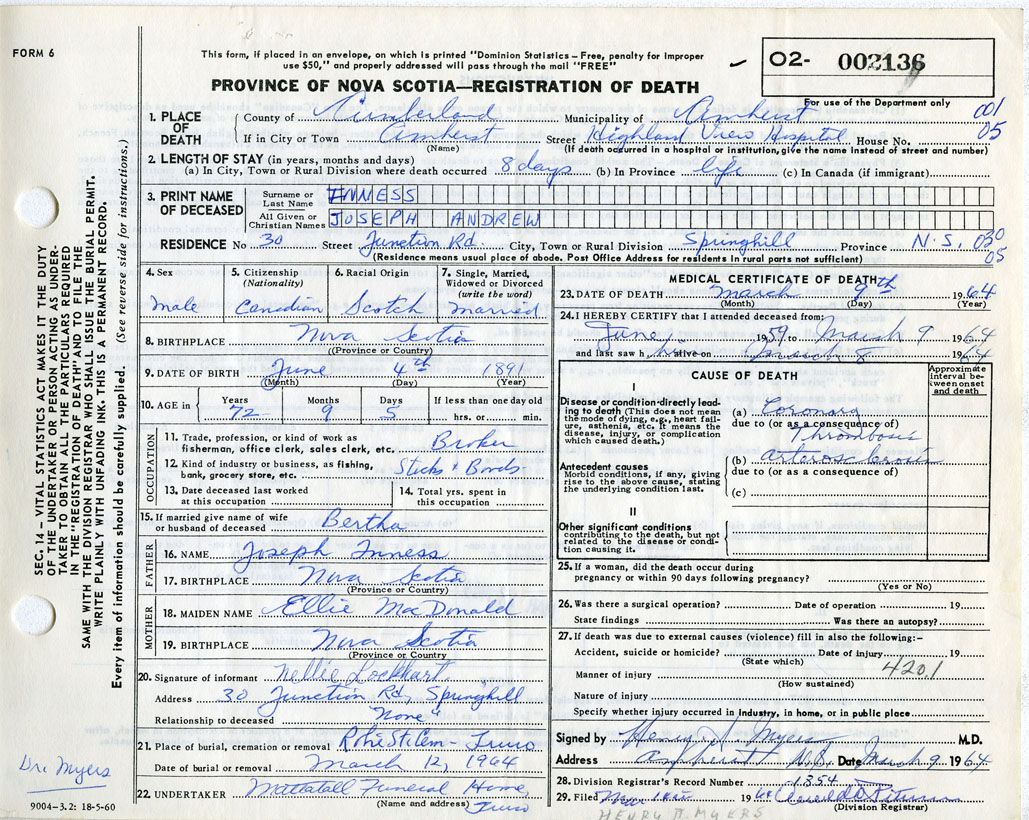 FORM 6
This form, if placed in an envelope, on which is printed "Dominion Statistics – Free, penalty for improper
use $50," and properly addressed will pass through the mail "FREE"
O2- 002136
PROVINCE OF NOVA SCOTIA—REGISTRATION OF DEATH
For use of the Department only
001
05
1. PLACE OF DEATH
County of Cumberland Municipality of Amherst
If in City or Town Amherst Street Highland View Hospital House No.
(Name) (If death occurred in a hospital or institution, give the name instead of street and number)
2. LENGTH OF STAY (in years, months and days)
(a) In City, Town or Rural Division where death occurred 8 days (b) In Province life (c) In Canada (if immigrant)
3. PRINT NAME OF DECEASED
Surname or Last Name INNESS
All Given or Christian Names JOSEPH ANDREW
RESIDENCE No 30 Street Junction Rd. City, Town or Rural Division Springhill Province N.S. 030
05
(Residence means usual place of abode. Post Office Address for residents in rural parts not sufficient)
4. Sex
Male
5. Citizenship
(Nationality)
Canadian
6. Racial Origin
Scotch
7. Single, Married,
Widowed or Divorced
(write the word)
Married
8. BIRTHPLACE Nova Scotia
(Province or Country)
9. DATE OF BIRTH June 4th 1891
(Month) (Day) (Year)
10. AGE in
Years Months Days If less than one day old
72 9 5 hrs. or min.
OCCUPATION
11. Trade, profession, or kind of work as
fisherman, office clerk, sales clerk, etc. Broker
12. Kind of industry or business, as fishing,
bank, grocery store, etc. Stocks & Bonds
13. Date deceased last worked
at this occupation
14. Total yrs. spent in
this occupation
15. If married give name of wife
or husband of deceased Bertha
FATHER
16. NAME Joseph Inness
17. BIRTHPLACE Nova Scotia
(Province or Country)
MOTHER
18. MAIDEN NAME Ellie MacDonald
19. BIRTHPLACE Nova Scotia
(Province or Country
20. Signature of informant Nellie Lockhart
Address 30 Junction Rd, Springhill
Relationship to deceased "None"
21. Place of burial, cremation or removal Robie St. Cem - Truro
Date of burial or removal March 12, 1964
22. UNDERTAKER Mattatall Funeral Home
(Name and address) Truro
MEDICAL CERTIFICATE OF DEATH
23. DATE OF DEATH March 9th 1964
(Month) (Day) (Year)
24. I HEREBY CERTIFY that I attended deceased from:
June 1959 to March 9 1964
and last saw h im alive on March 8 1964
CAUSE OF DEATH
Approximate
interval be-
tween onset
and death
I
Disease or condition directly lead-
ing to death (This does not mean
the mode of dying, e.g., heart fail-
ure, asthenia, etc. It means the
disease, injury, or complication
which caused death.)
(a) Coronary
due to (or as a consequence of)
Thrombosis
Antecedent causes
Morbid conditions, if any, giving
rise to the above cause, stating
the underlying condition last.
(b)
due to (or as a consequence of)
(c)
II
Other significant conditions
contributing to the death, but not
related to the disease or condi-
tion causing it.
25. If a woman, did the death occur during
pregnancy or within 90 days following pregnancy?
(Yes or No)
26. Was there a surgical operation? Date of operation 19
State findings Was there an autopsy?
27. If death was due to external causes (violence) fill in also the following:–
Accident, suicide or homicide? Date of injury 19
(State which)
4201
Manner of injury
(How sustained)
Nature of injury
Specify whether injury occurred in industry, in home, or in public place
Signed by Henry D. Myers M.D.
Address Amherst N.S. Date March 9 1964
28. Division Registrar's Record Number 1354
29. Filed 19 64
(Division Registrar)
HENRY D. MYERS
SEC. 14 – VITAL STATISTICS ACT MAKES IT THE DUTY
OF THE UNDERTAKER OR PERSON ACTING AS UNDER-
TAKER TO OBTAIN ALL THE PARTICULARS REQUIRED
IN THE "REGISTRATION OF DEATH" AND TO FILE THE
SAME WITH THE DIVISION REGISTRAR WHO SHALL ISSUE THE BURIAL PERMIT.
WRITE PLAINLY WITH UNFADING INK. THIS IS A PERMANENT RECORD.
Every item of information should be carefully supplied. (See reverse side for instructions.)
Dr. Myers
9004-3.2: 18-5-60